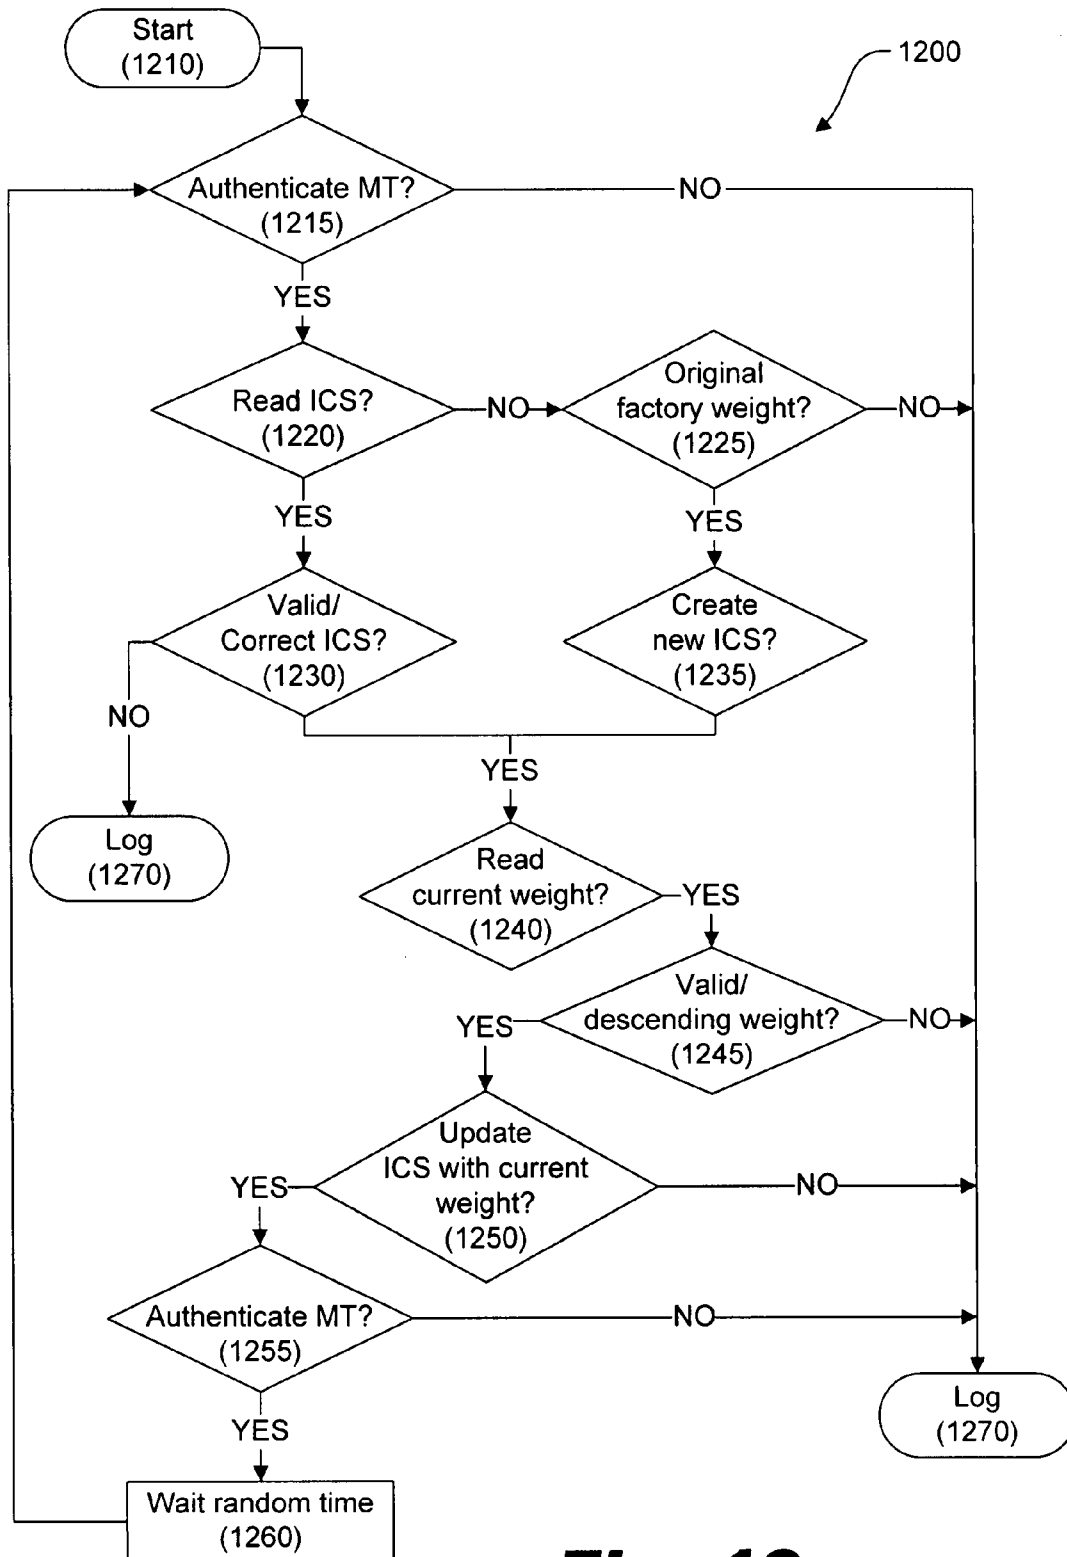 Start
(1210)
1200
Authenticate MT?
(1215)
NO
YES
Read ICS?
(1220)
NO
Original
factory weight?
(1225)
NO
YES
YES
Valid/
Correct ICS?
(1230)
Create
new ICS?
(1235)
NO
YES
Log
(1270)
Read
current weight?
(1240)
YES
Valid/
descending weight?
(1245)
YES
NO
Update
ICS with current
weight?
(1250)
YES
NO
Authenticate MT?
(1255)
NO
YES
Log
(1270)
Wait random time
(1260)